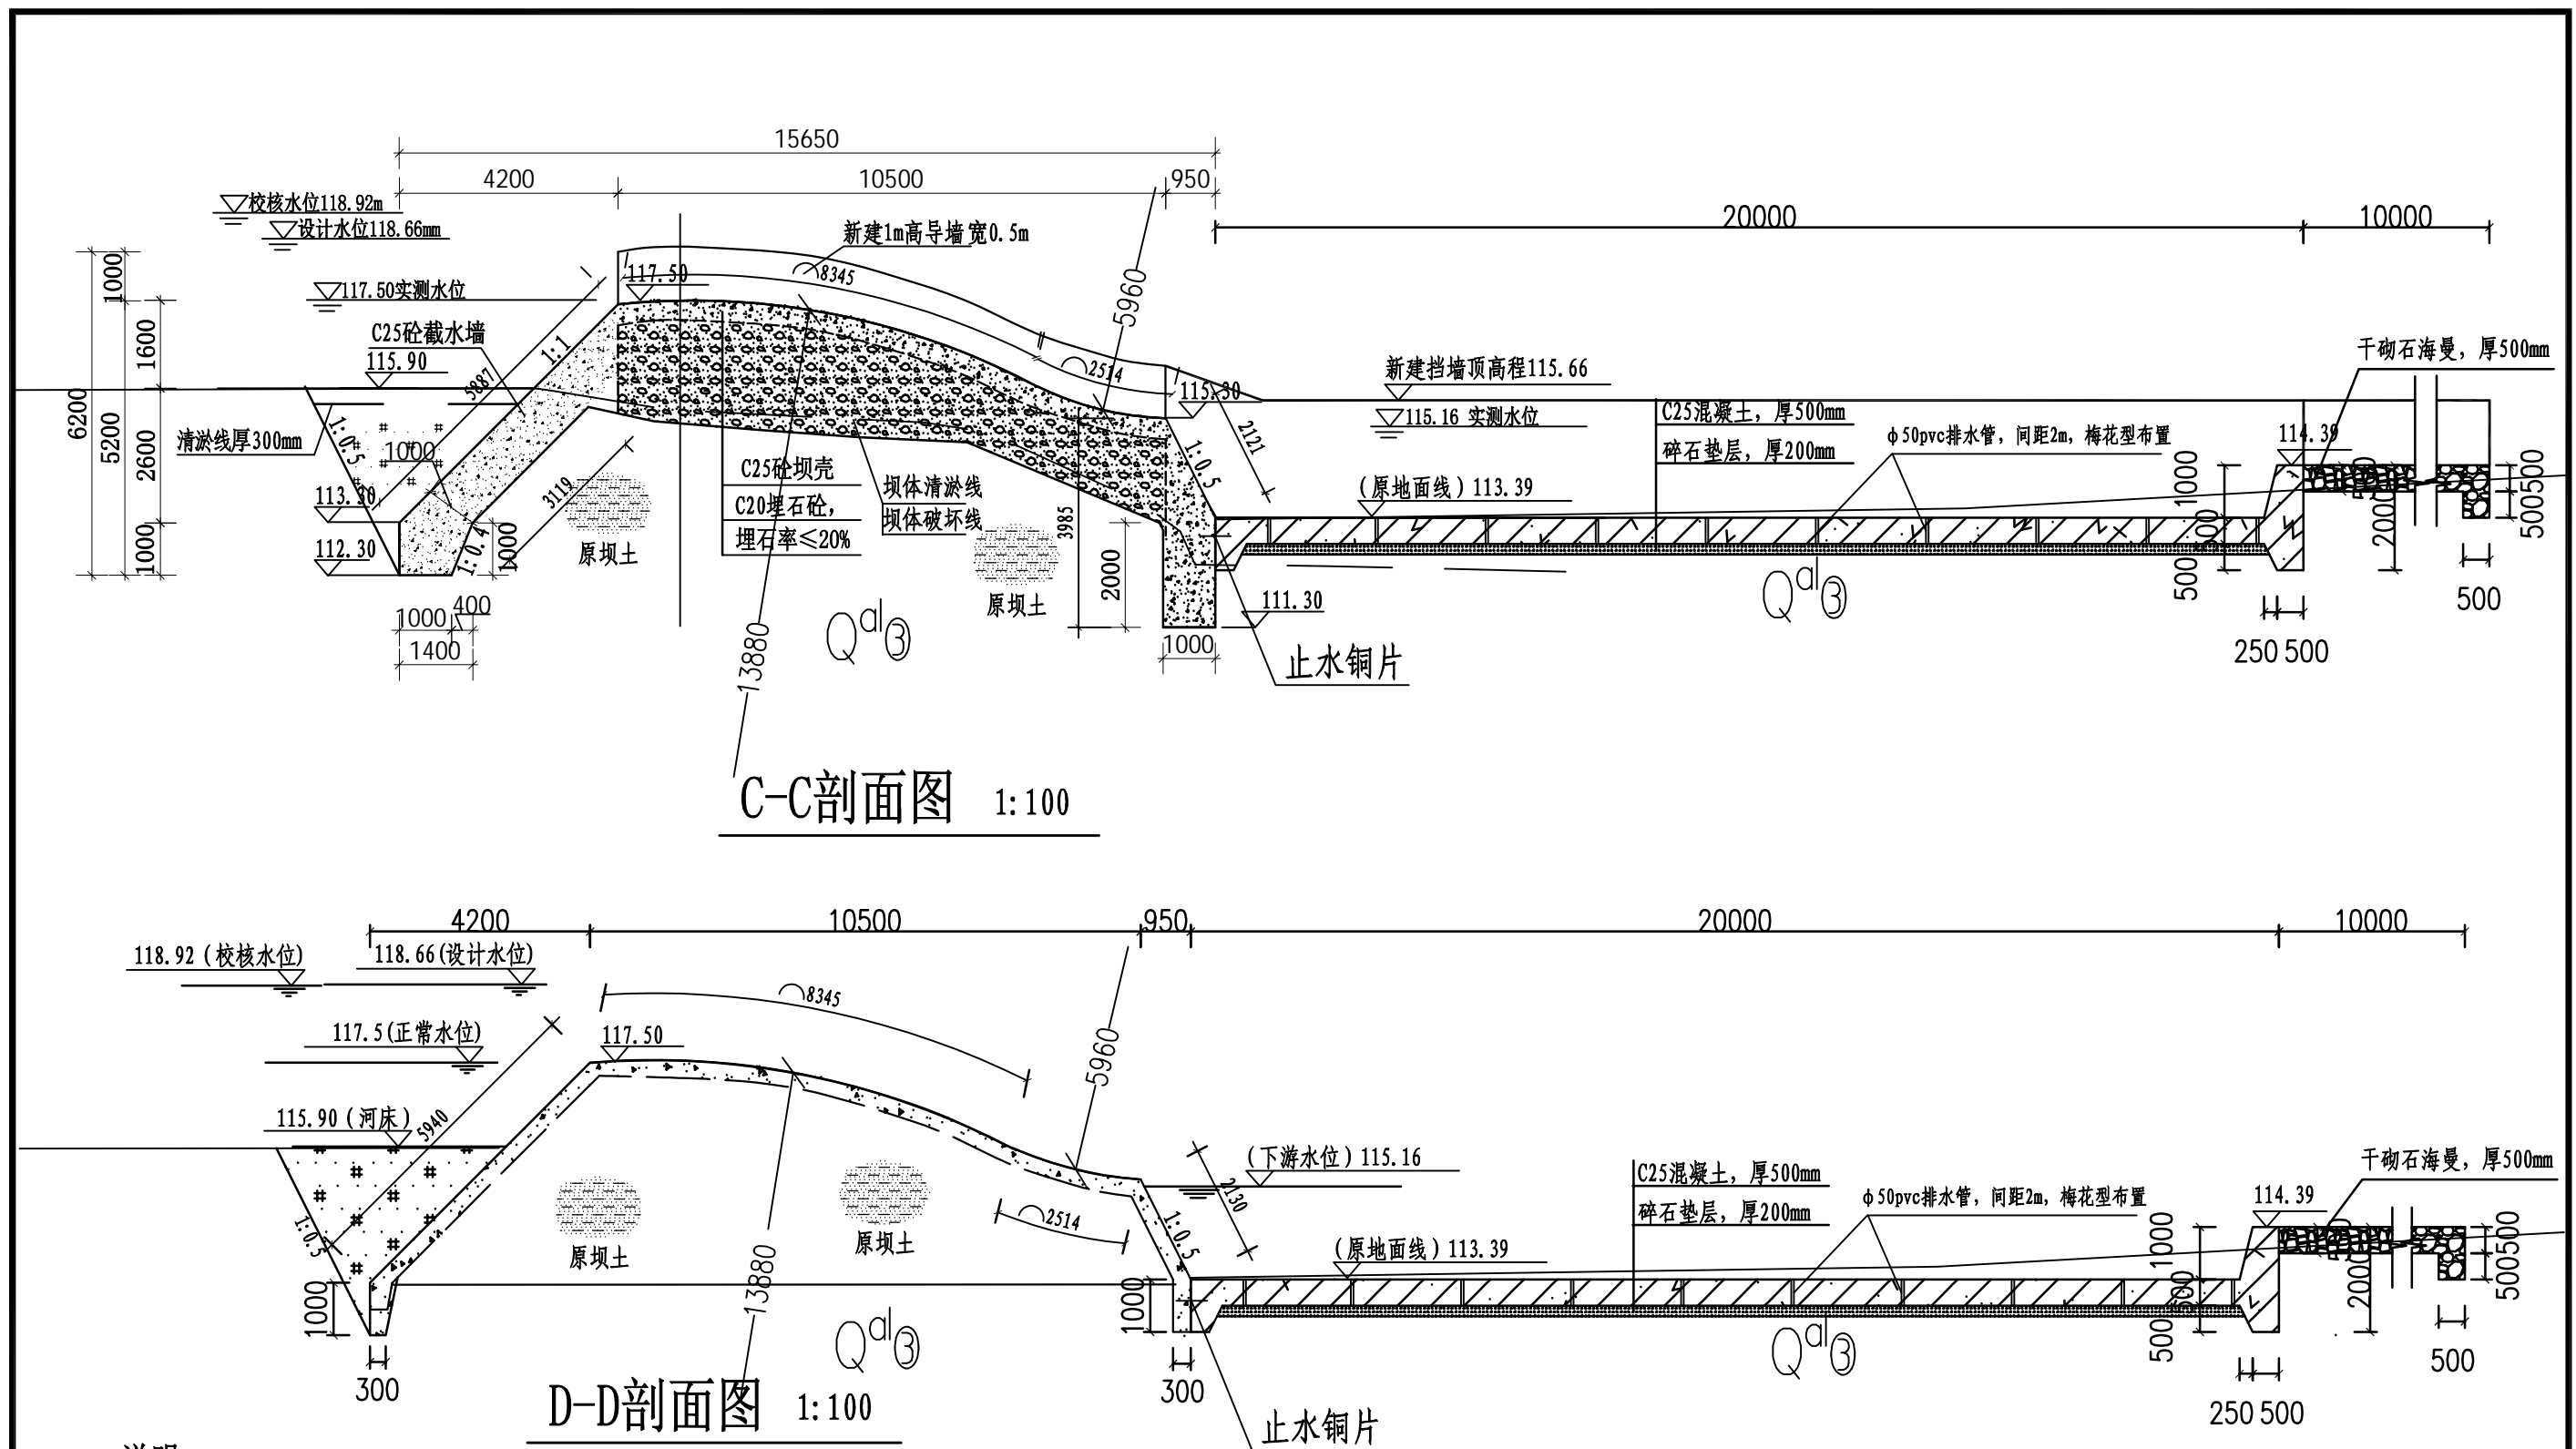 15650
4200
10500
950
校核水位118.92m
设计水位118.66mm
20000
10000
新建1m高导墙宽0.5m
1000
117.50
8345
5960
117.50实测水位
1600
C25砼截水墙
115.90
1:1
5887
2514
115.30
新建挡墙顶高程115.66
干砌石海曼，厚500mm
6200
5200
2600
清淤线厚300mm
1:0.5
1000
2121
115.16 实测水位
C25混凝土，厚500mm
碎石垫层，厚200mm
φ50pvc排水管，间距2m，梅花型布置
114.39
113.30
3119
C25砼坝壳
C20埋石砼，
埋石率≤20%
坝体清淤线
坝体破坏线
1:0.5
(原地面线)113.39
1000
500
500
2000
500
500
500
112.30
1000
1:0.4
1000
原坝土
原坝土
3985
2000
111.30
1000
400
1400
Qal③
13880
1000
止水铜片
Qal③
250
500
500
C-C剖面图 1:100
4200
10500
950
20000
10000
118.92(校核水位)
118.66(设计水位)
8345
117.5(正常水位)
117.50
5960
115.90(河床)
5940
(下游水位)115.16
2130
C25混凝土，厚500mm
碎石垫层，厚200mm
φ50pvc排水管，间距2m，梅花型布置
114.39
干砌石海曼，厚500mm
1:0.5
原坝土
原坝土
2514
1:0.5
(原地面线)113.39
1000
500
500
2000
500
500
1000
13880
1000
Qal③
Qal③
300
300
500
250
500
D-D剖面图 1:100
止水铜片